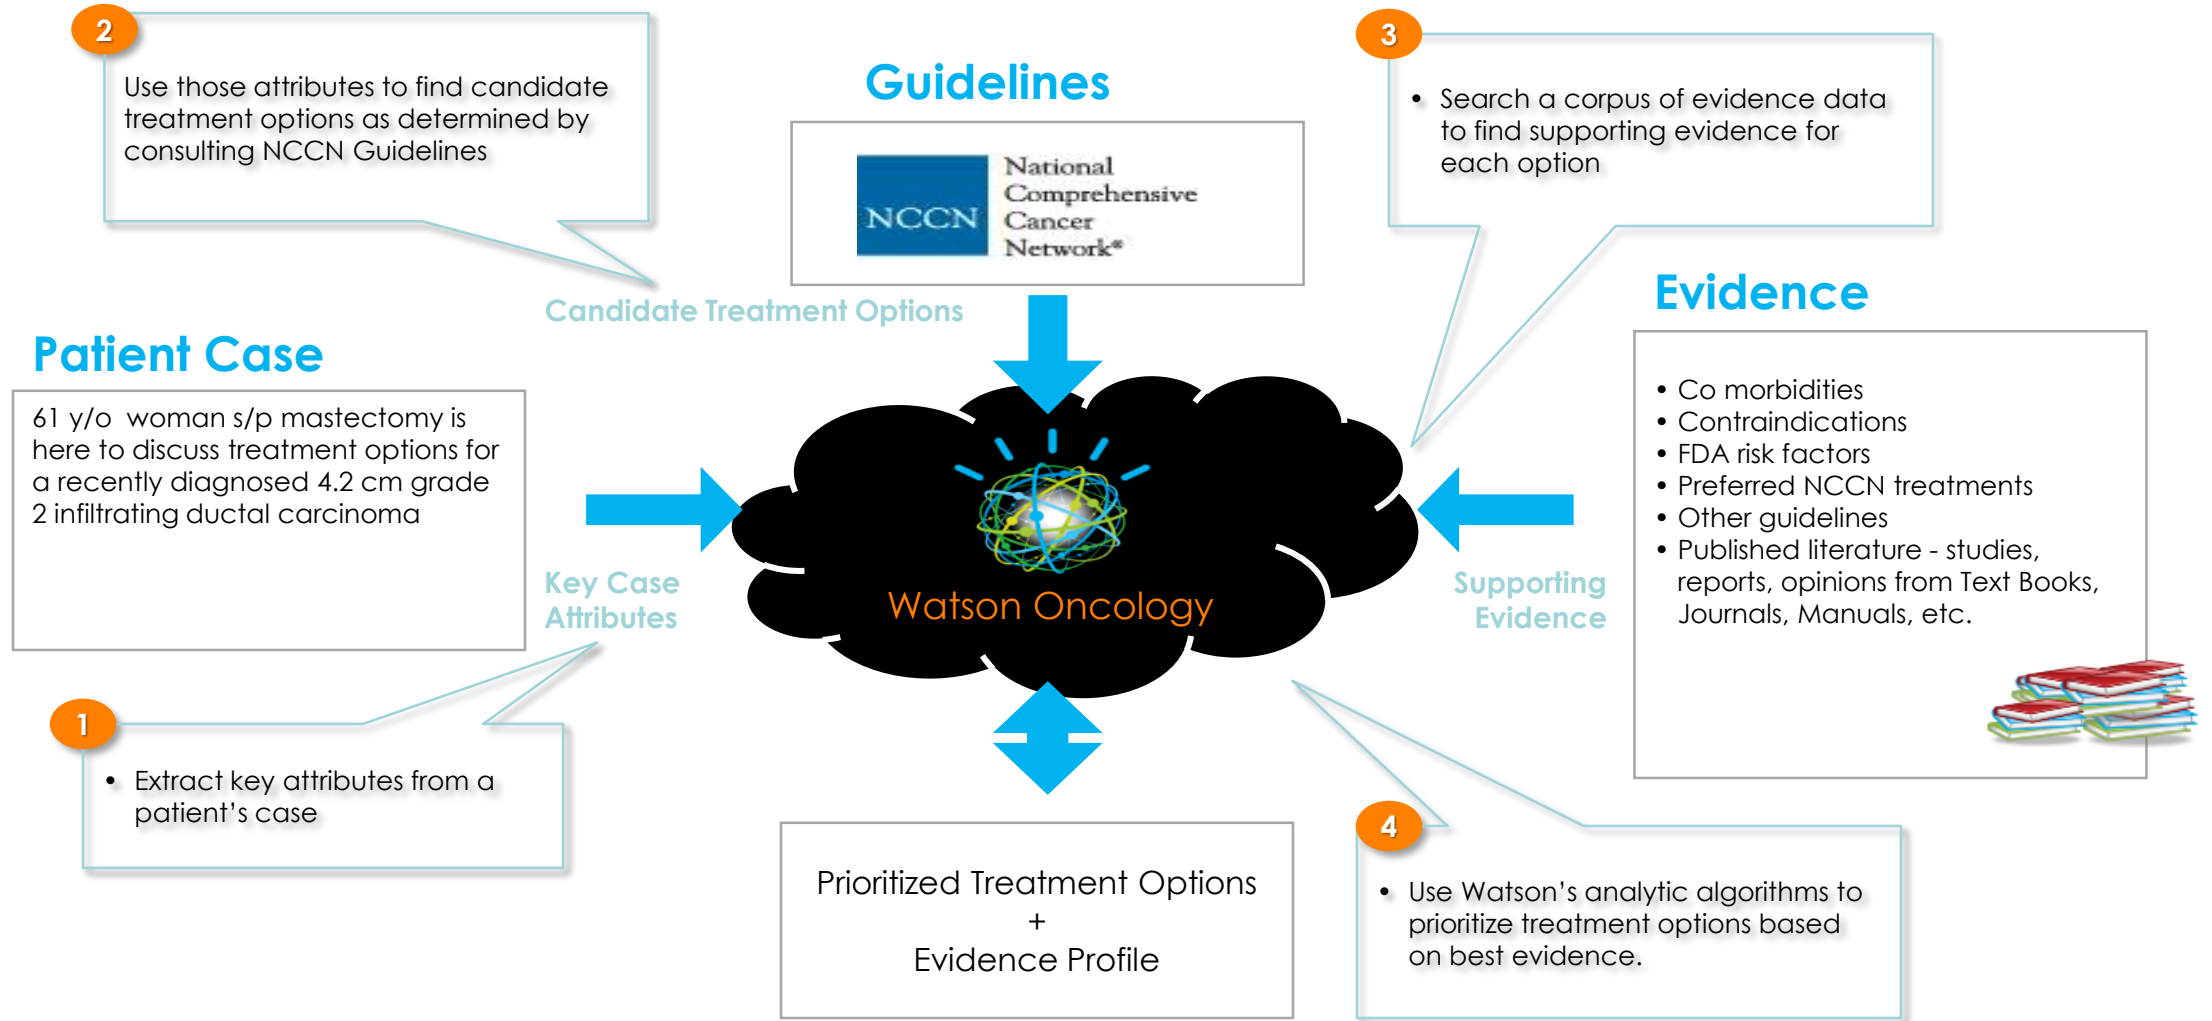 2
Use those attributes to find candidate
treatment options as determined by
consulting NCCN Guidelines
Guidelines
NCCN
National
Comprehensive
Cancer
Network®
3
• Search a corpus of evidence data
to find supporting evidence for
each option
Candidate Treatment Options
Patient Case
61 y/o woman s/p mastectomy is
here to discuss treatment options for
a recently diagnosed 4.2 cm grade
2 infiltrating ductal carcinoma
Key Case
Attributes
1
• Extract key attributes from a
patient’s case
Watson Oncology
Evidence
• Co morbidities
• Contraindications
• FDA risk factors
• Preferred NCCN treatments
• Other guidelines
• Published literature - studies,
reports, opinions from Text Books,
Journals, Manuals, etc.
Supporting
Evidence
Prioritized Treatment Options
+
Evidence Profile
4
• Use Watson’s analytic algorithms to
prioritize treatment options based
on best evidence.